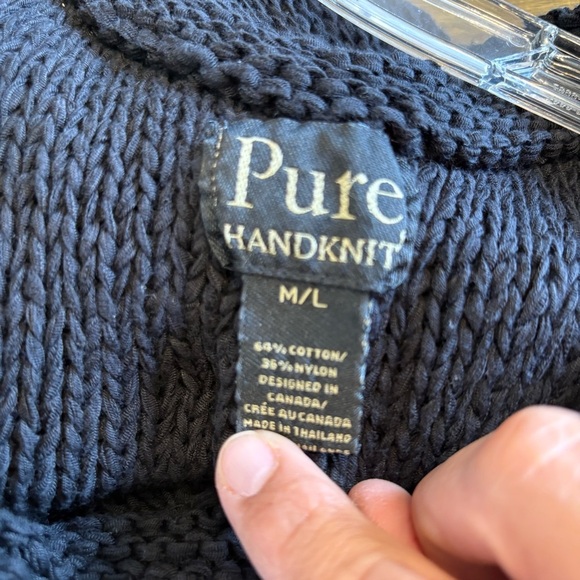 Pure
HANDKNIT
M/L
64% COTTON/
36% NYLON
DESIGNED IN
CANADA/
CRÉE AU CANADA
MADE IN THAILAND